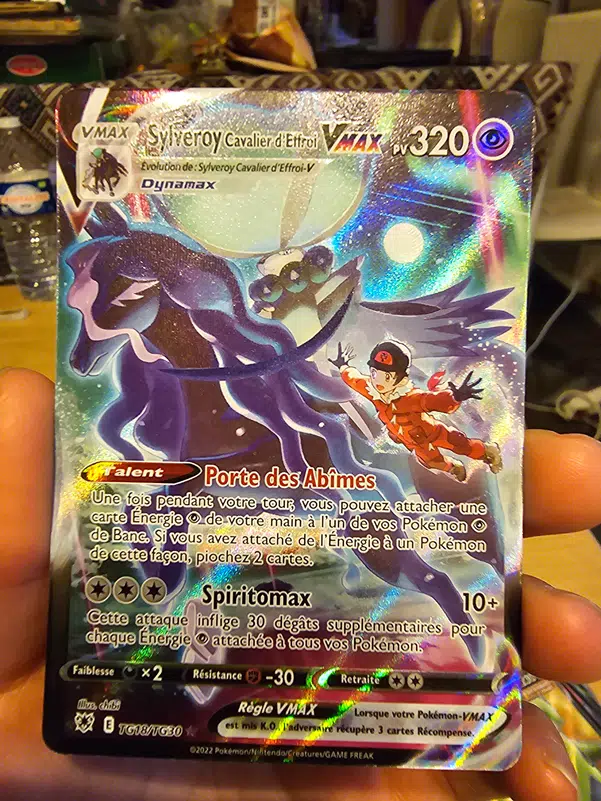 VMAX
Sylveroy Cavalier d'Effroi VMAX PV 320
Évolution de : Sylveroy Cavalier d'Effroi-V
Dynamax
Talent Porte des Abîmes
Une fois pendant votre tour, vous pouvez attacher une
carte Énergie de votre main à l'un de vos Pokémon
de Banc. Si vous avez attaché de l'Énergie à un Pokémon
de cette façon, piochez 2 cartes.
Spiritomax 10+
Cette attaque inflige 30 dégâts supplémentaires pour
chaque Énergie attachée à tous vos Pokémon.
Faiblesse ×2 Résistance -30 Retraite
Illus. chibi
E TG18/TG30
Règle VMAX Lorsque votre Pokémon-VMAX
est mis K.O. l'adversaire récupère 3 cartes Récompense.
©2022 Pokémon/Nintendo/Creatures/GAME FREAK